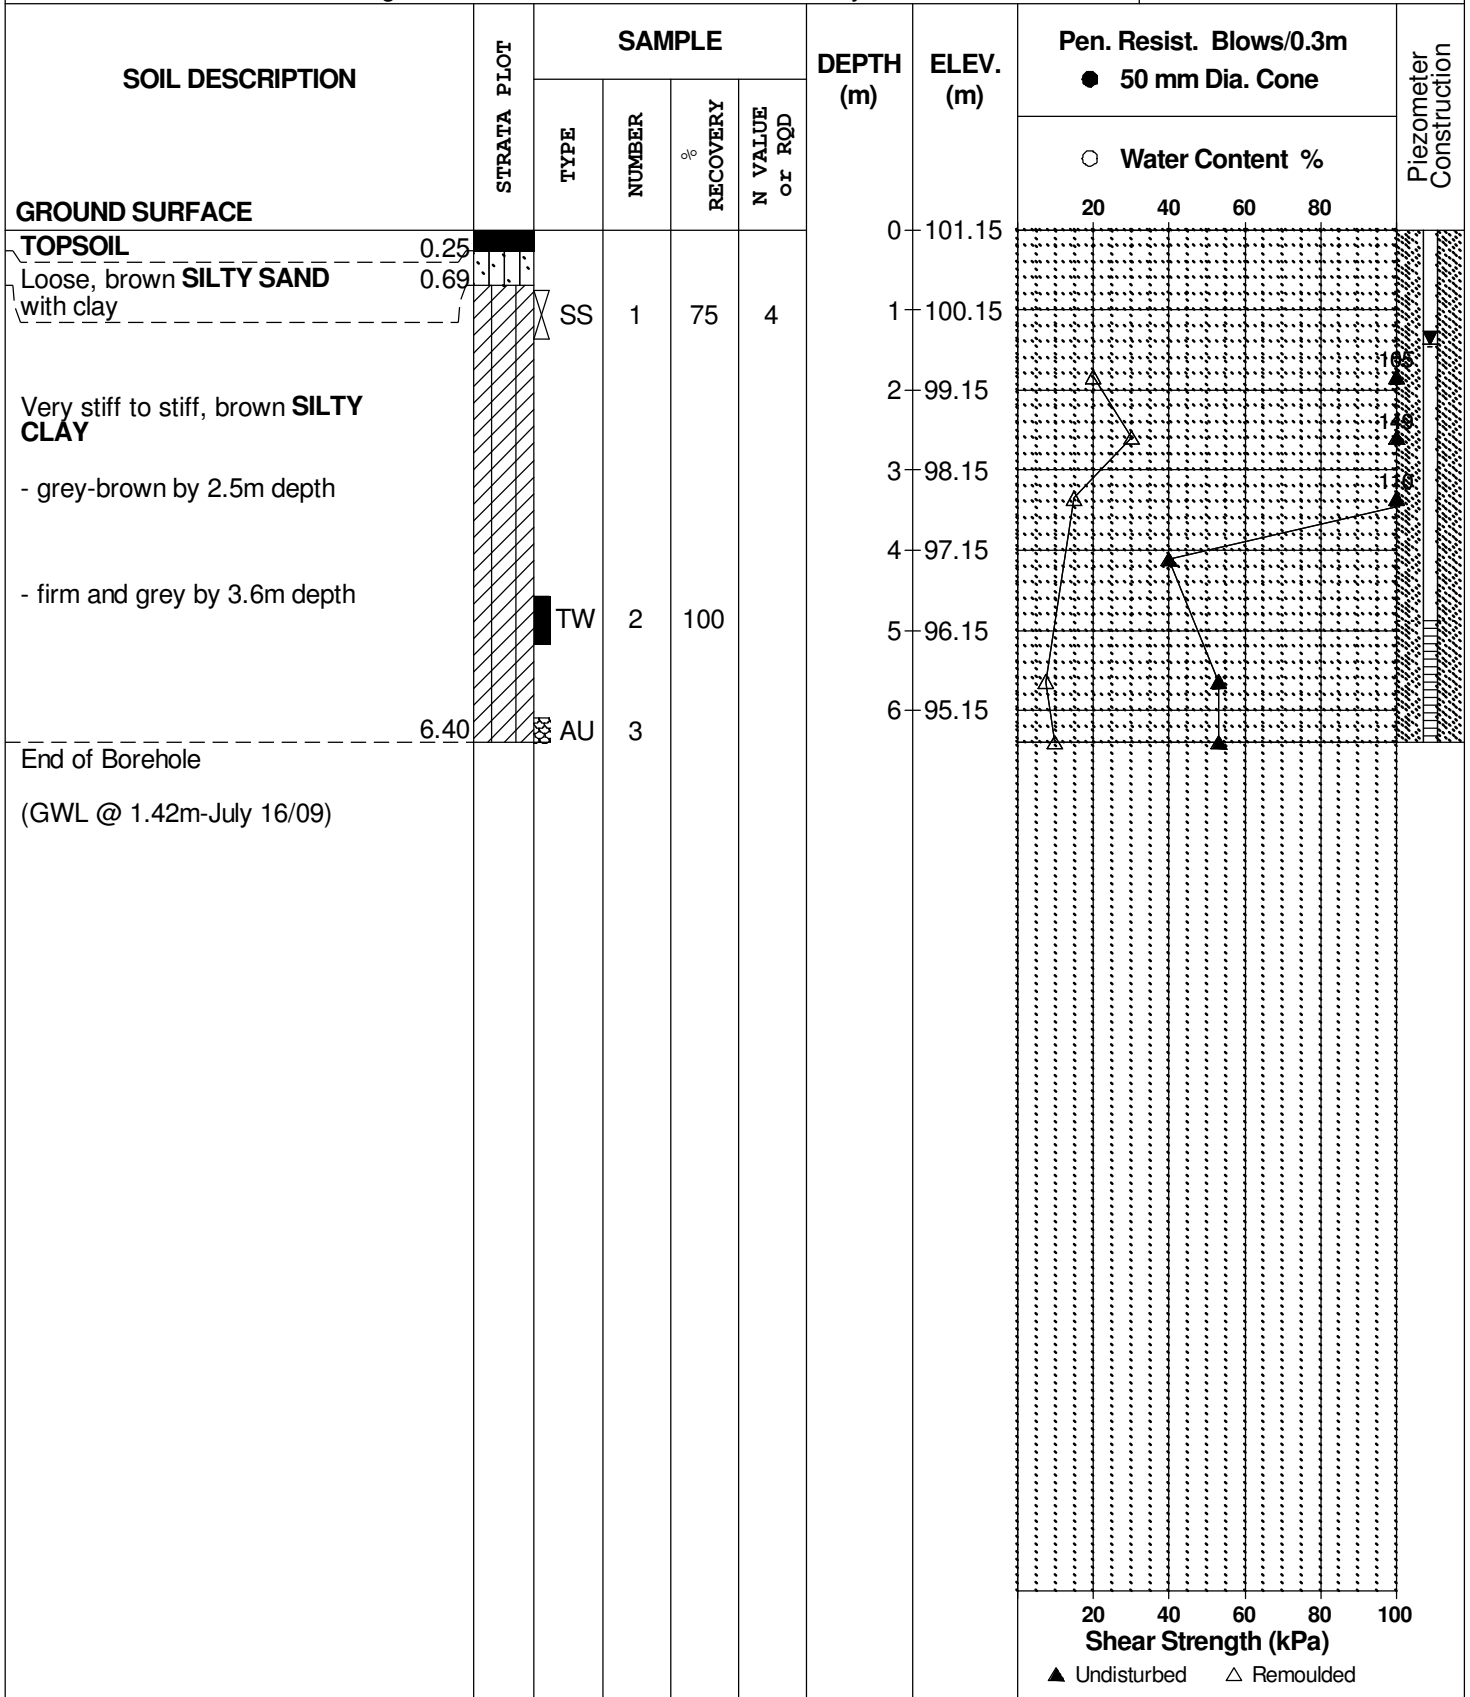 SOIL DESCRIPTION
GROUND SURFACE
STRATA PLOT
SAMPLE
TYPE
NUMBER
% RECOVERY
N VALUE or RQD
DEPTH (m)
ELEV. (m)
Pen. Resist. Blows/0.3m
● 50 mm Dia. Cone
○ Water Content %
20 40 60 80
Piezometer Construction
TOPSOIL 0.25
Loose, brown SILTY SAND 0.69
with clay
Very stiff to stiff, brown SILTY
CLAY
- grey-brown by 2.5m depth
- firm and grey by 3.6m depth
6.40
End of Borehole
(GWL @ 1.42m-July 16/09)
SS 1 75 4
TW 2 100
AU 3
0 101.15
1 100.15
2 99.15
3 98.15
4 97.15
5 96.15
6 95.15
20 40 60 80 100
Shear Strength (kPa)
▲ Undisturbed △ Remoulded